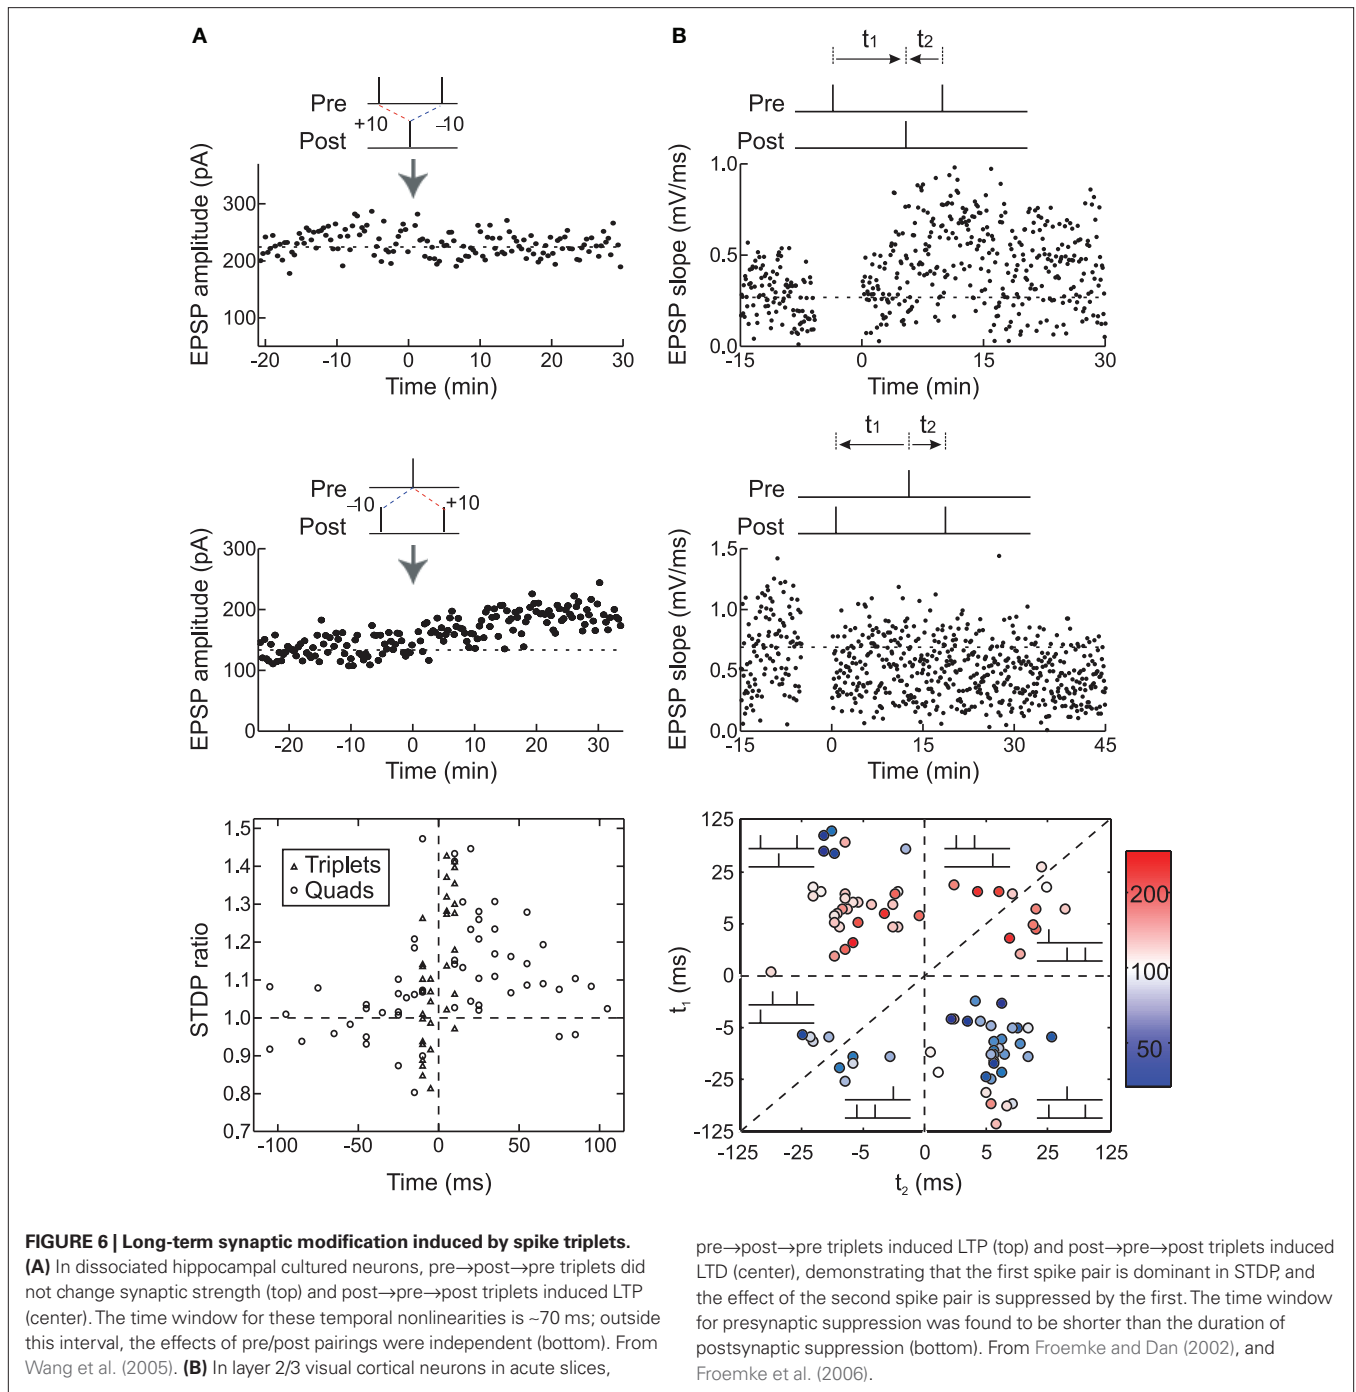 A
Pre
+10
–10
Post
EPSP amplitude (pA)
300
200
100
-20 -10 0 10 20 30
Time (min)
Pre
–10
+10
Post
EPSP amplitude (pA)
300
200
100
0
-20 -10 0 10 20 30
Time (min)
STDP ratio
1.5
1.4
1.3
1.2
1.1
1.0
0.9
0.8
0.7
Triplets
Quads
-100 -50 0 50 100
Time (ms)
B
t1 t2
Pre
Post
EPSP slope (mV/ms)
1.0
0.5
0.0
-15 0 15 30
Time (min)
t1 t2
Pre
Post
EPSP slope (mV/ms)
1.5
1.0
0.5
0.0
-15 0 15 30 45
Time (min)
t1 (ms)
125
25
5
0
-5
-25
-125
-125 -25 -5 0 5 25 125
t2 (ms)
200
100
50
FIGURE 6 | Long-term synaptic modification induced by spike triplets.
(A) In dissociated hippocampal cultured neurons, pre→post→pre triplets did
not change synaptic strength (top) and post→pre→post triplets induced LTP
(center). The time window for these temporal nonlinearities is ~70 ms; outside
this interval, the effects of pre/post pairings were independent (bottom). From
Wang et al. (2005). (B) In layer 2/3 visual cortical neurons in acute slices,
pre→post→pre triplets induced LTP (top) and post→pre→post triplets induced
LTD (center), demonstrating that the first spike pair is dominant in STDP, and
the effect of the second spike pair is suppressed by the first. The time window
for presynaptic suppression was found to be shorter than the duration of
postsynaptic suppression (bottom). From Froemke and Dan (2002), and
Froemke et al. (2006).